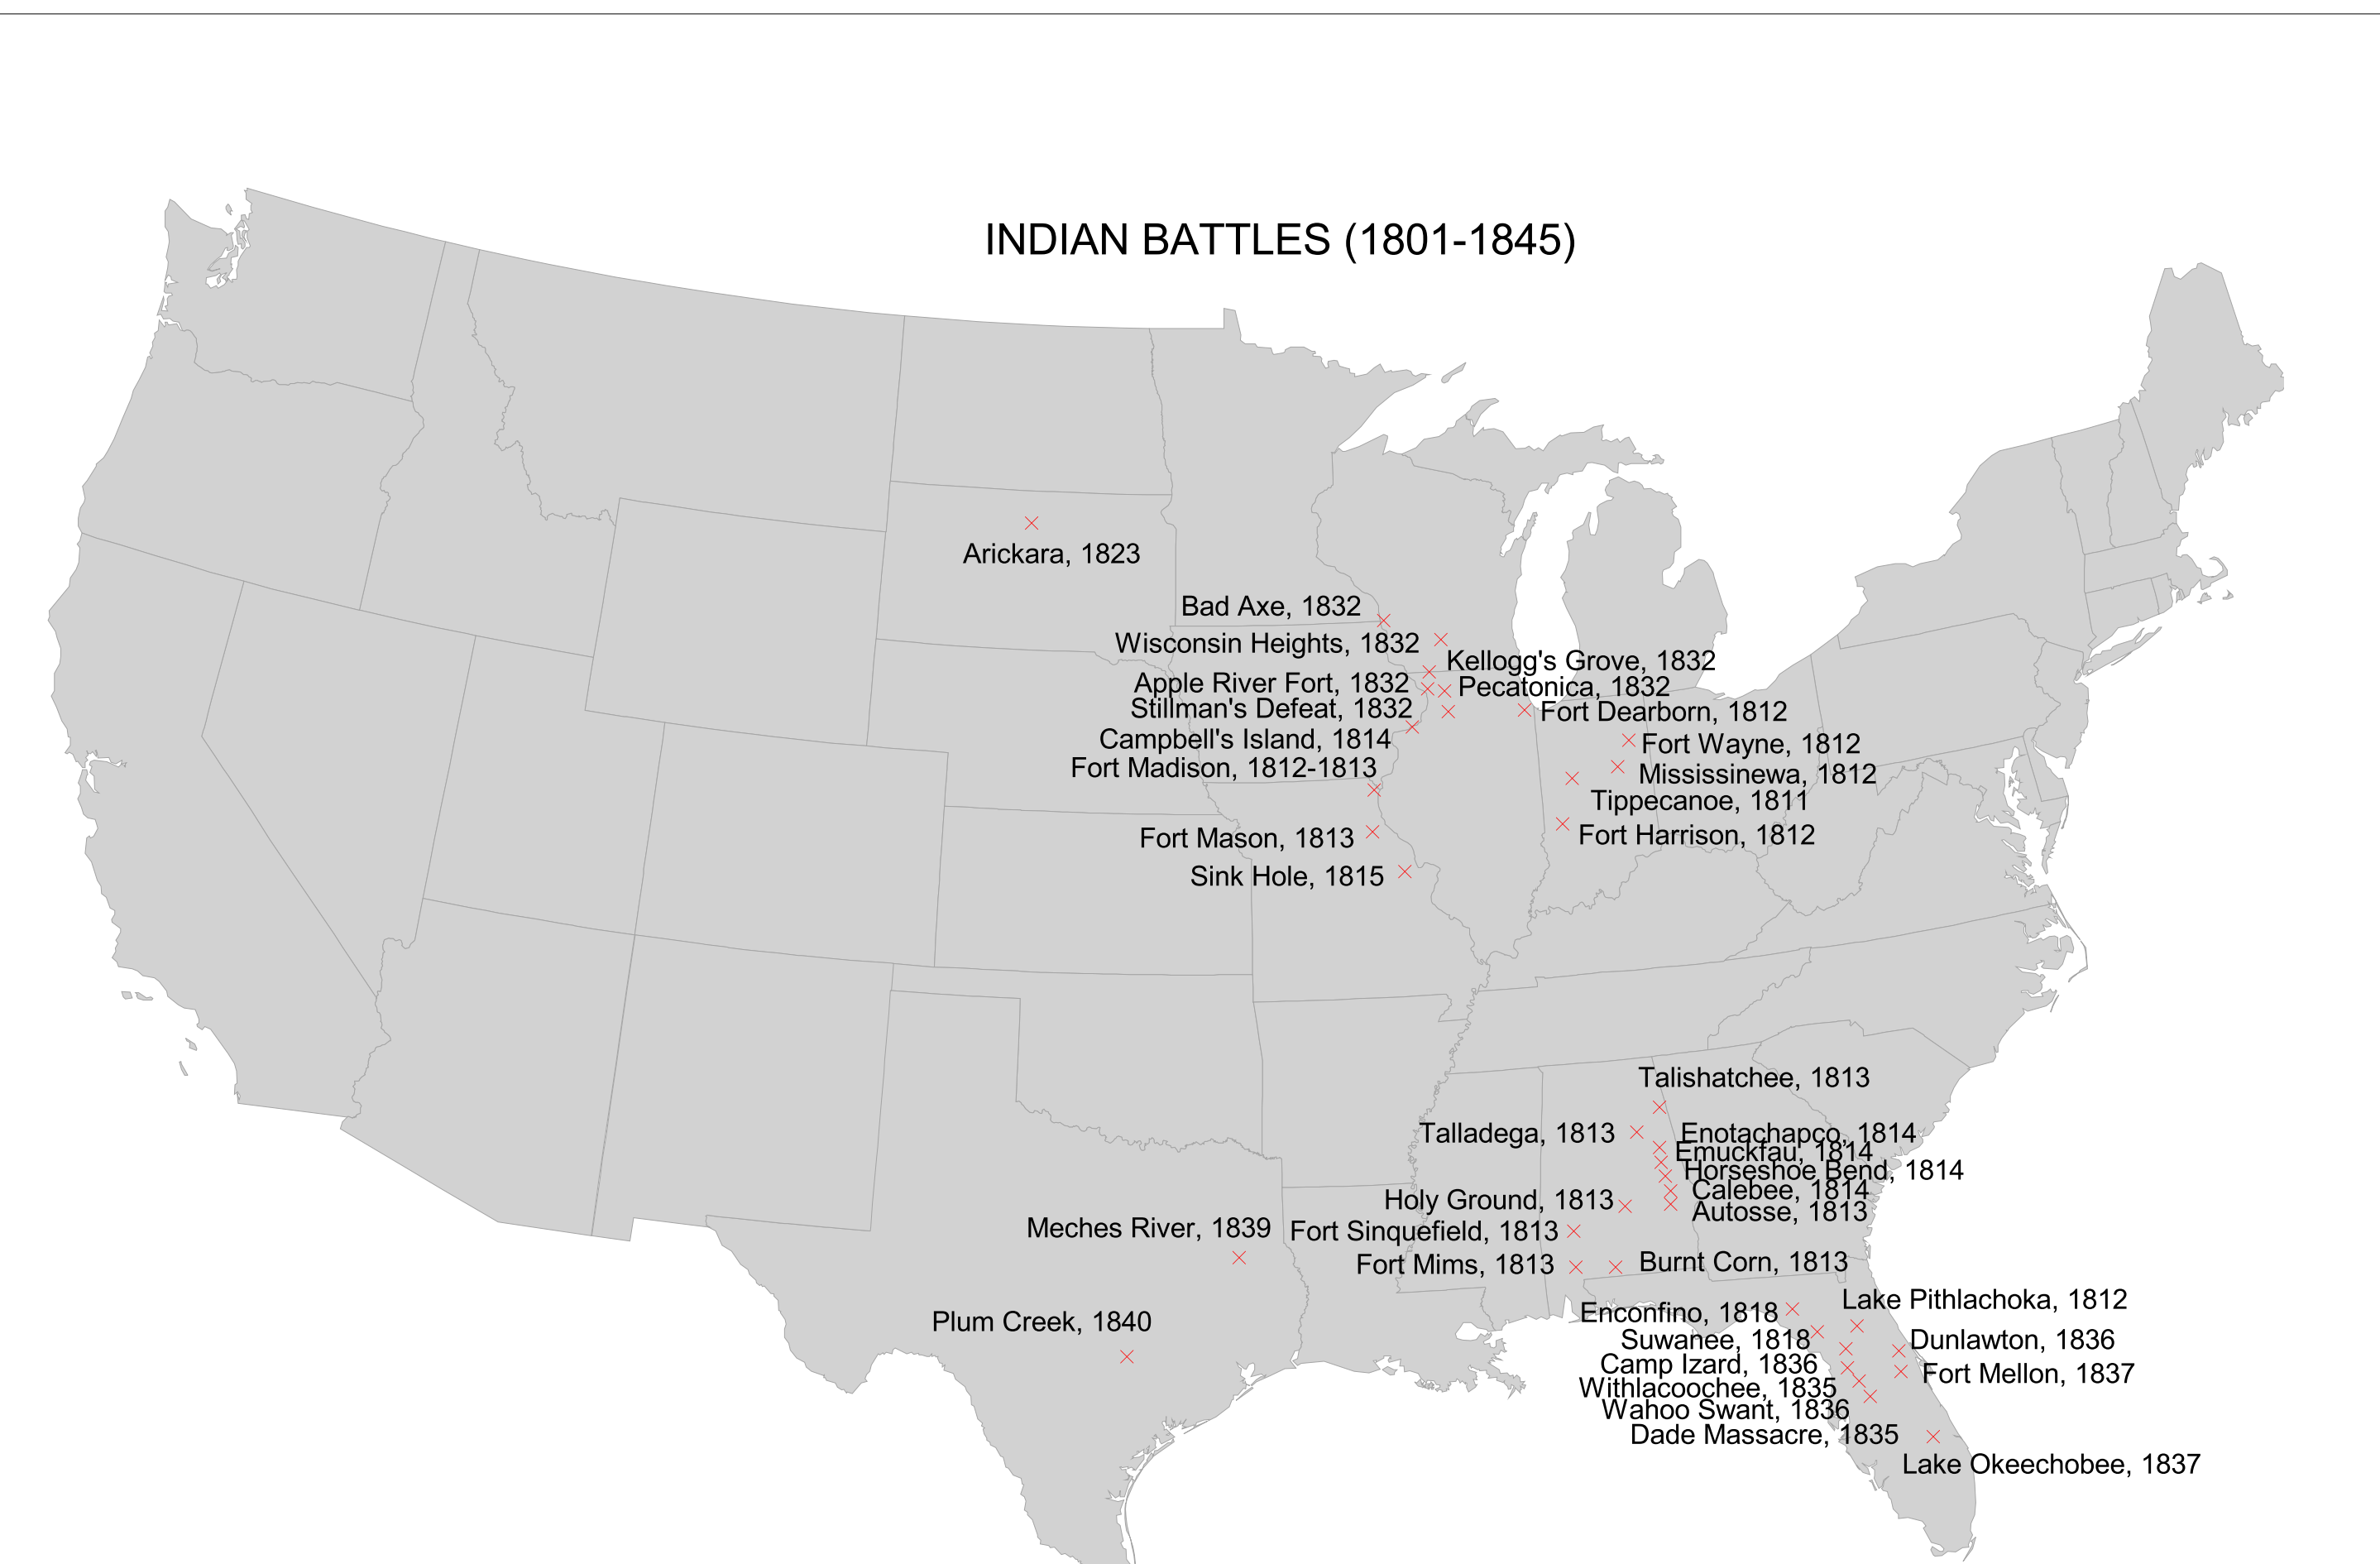 INDIAN BATTLES (1801-1845)
Arickara, 1823
Bad Axe, 1832
Wisconsin Heights, 1832
Kellogg's Grove, 1832
Apple River Fort, 1832
Pecatonica, 1832
Stillman's Defeat, 1832
Fort Dearborn, 1812
Campbell's Island, 1814
Fort Wayne, 1812
Fort Madison, 1812-1813
Mississinewa, 1812
Tippecanoe, 1811
Fort Mason, 1813
Fort Harrison, 1812
Sink Hole, 1815
Talishatchee, 1813
Talladega, 1813
Enotachapco, 1814
Emuckfau, 1814
Horseshoe Bend, 1814
Calebee, 1814
Holy Ground, 1813
Autosse, 1813
Meches River, 1839
Fort Sinquefield, 1813
Fort Mims, 1813
Burnt Corn, 1813
Lake Pithlachoka, 1812
Enconfino, 1818
Plum Creek, 1840
Suwanee, 1818
Dunlawton, 1836
Camp Izard, 1836
Fort Mellon, 1837
Withlacoochee, 1835
Wahoo Swant, 1836
Dade Massacre, 1835
Lake Okeechobee, 1837